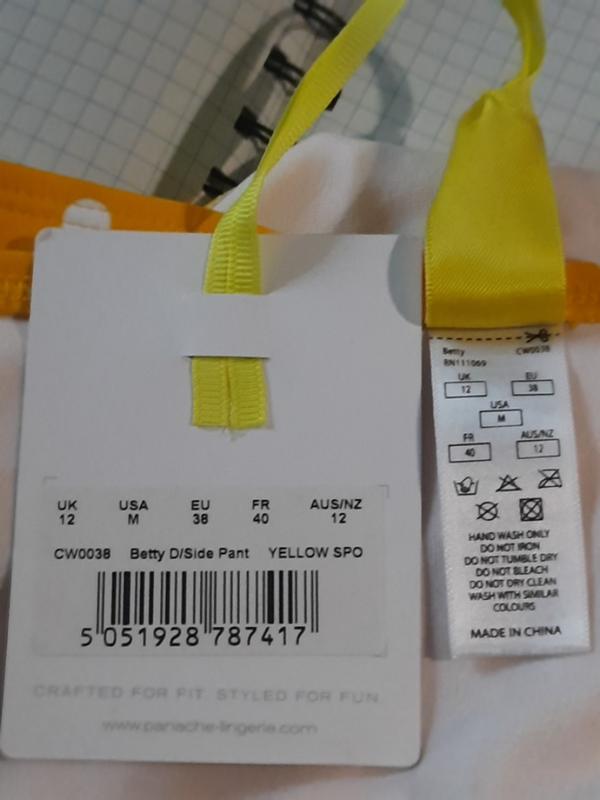 UK USA EU FR AUS/NZ
12 M 38 40 12
CW0038 Betty D/Side Pant YELLOW SPO
5 051928 787417
CRAFTED FOR FIT. STYLED FOR FUN
www.panache-lingerie.com
Betty CW0038
RN111069
UK EU
12 38
USA
M
FR AUS/NZ
40 12
HAND WASH ONLY
DO NOT IRON
DO NOT TUMBLE DRY
DO NOT BLEACH
DO NOT DRY CLEAN
WASH WITH SIMILAR
COLOURS
MADE IN CHINA